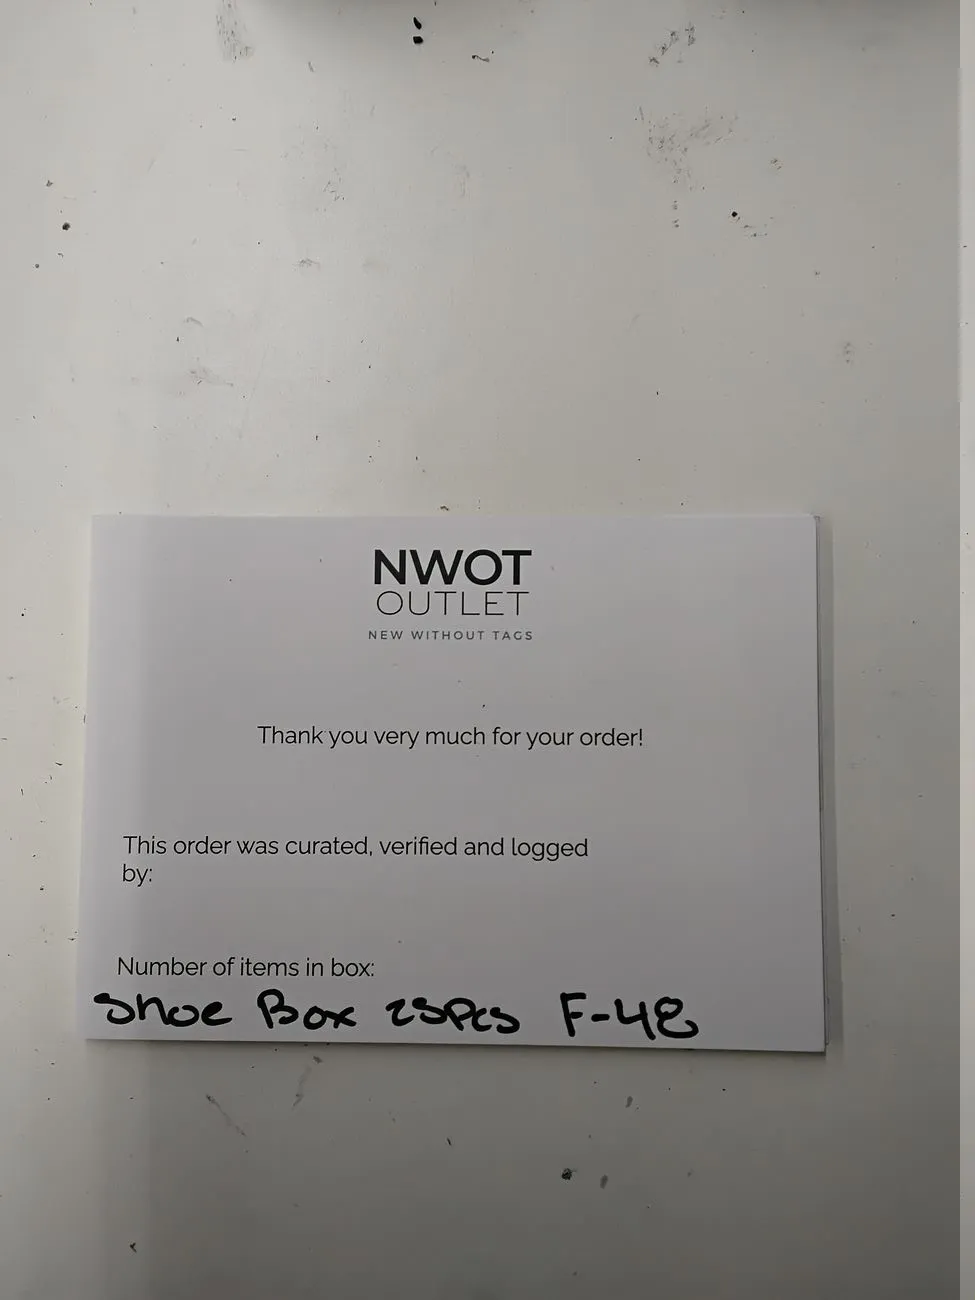 NWOT
OUTLET
NEW WITHOUT TAGS
Thank you very much for your order!
This order was curated, verified and logged
by:
Number of items in box:
Shoe Box 25Pcs F-48